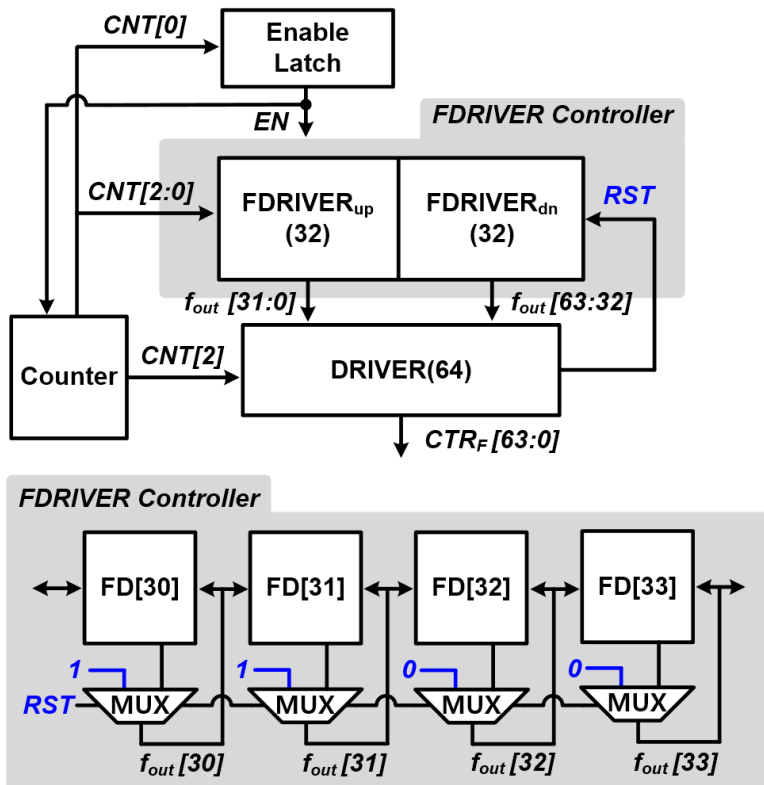 CNT[0]
Enable
Latch
EN
FDRIVER Controller
CNT[2:0]
FDRIVERup
(32)
FDRIVERdn
(32)
RST
fout [31:0]
fout [63:32]
Counter
CNT[2]
DRIVER(64)
CTRF [63:0]
FDRIVER Controller
FD[30]
FD[31]
FD[32]
FD[33]
1
1
0
0
RST
MUX
MUX
MUX
MUX
fout [30]
fout [31]
fout [32]
fout [33]